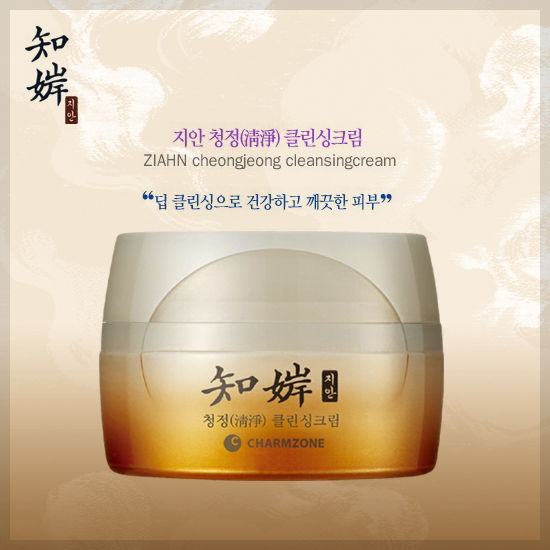 知姩
지안
지안 청정(淸淨) 클린싱크림
ZIAHN cheongjeong cleansingcream
“딥 클린싱으로 건강하고 깨끗한 피부”
知姩 지안
청정(淸淨) 클린싱크림
C CHARMZONE